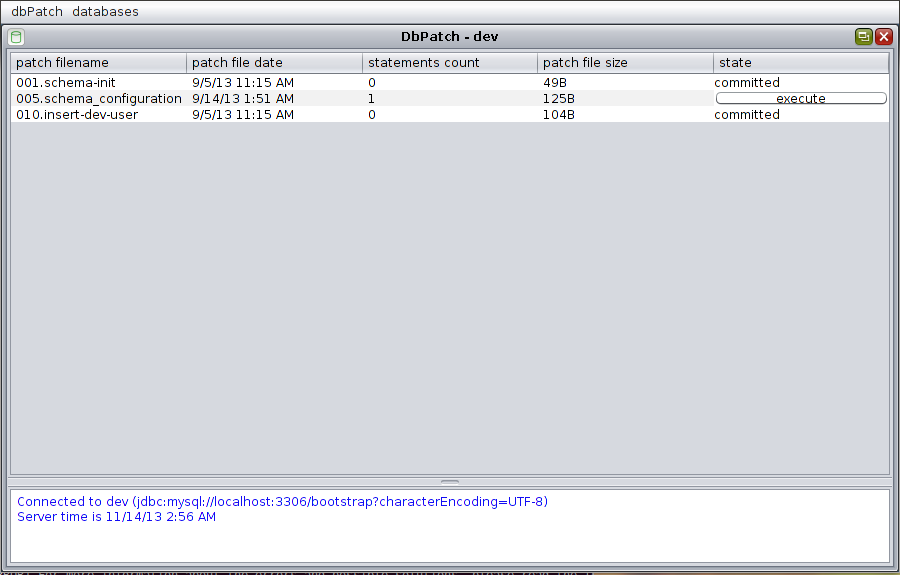 dbPatch databases
DbPatch - dev
patch filename patch file date statements count patch file size state
001.schema-init 9/5/13 11:15 AM 0 49B committed
005.schema_configuration 9/14/13 1:51 AM 1 125B execute
010.insert-dev-user 9/5/13 11:15 AM 0 104B committed
Connected to dev (jdbc:mysql://localhost:3306/bootstrap?characterEncoding=UTF-8)
Server time is 11/14/13 2:56 AM